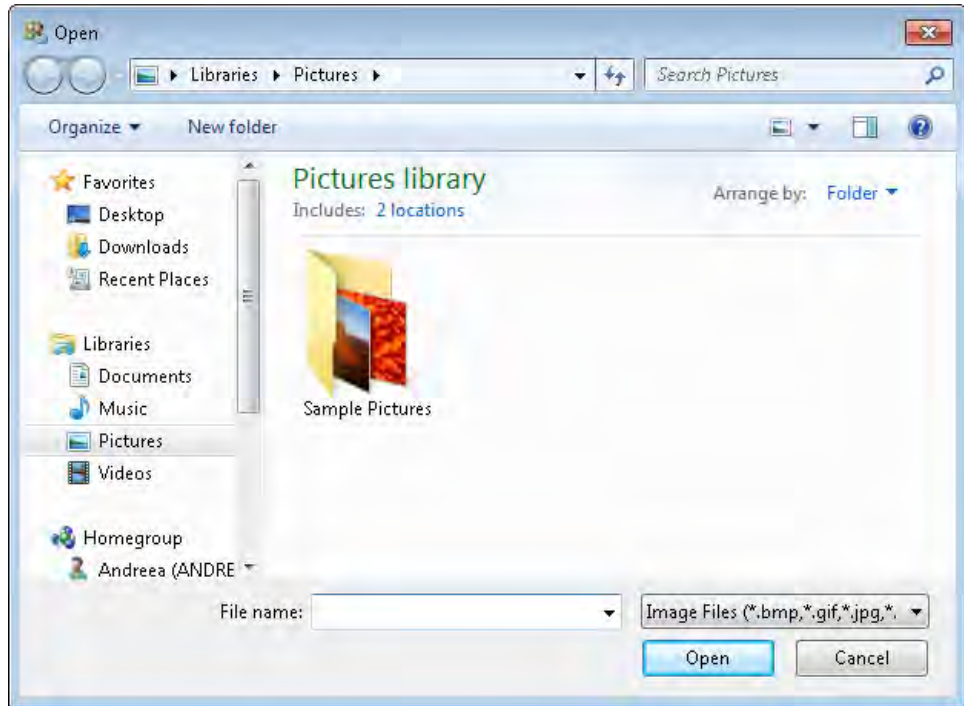 Open
Libraries Pictures
Search Pictures
Organize New folder
Favorites
Desktop
Downloads
Recent Places
Libraries
Documents
Music
Pictures
Videos
Homegroup
Andreea (ANDRE
Pictures library
Includes: 2 locations
Arrange by: Folder
Sample Pictures
File name:
Image Files (*.bmp,*.gif,*.jpg,*.
Open Cancel